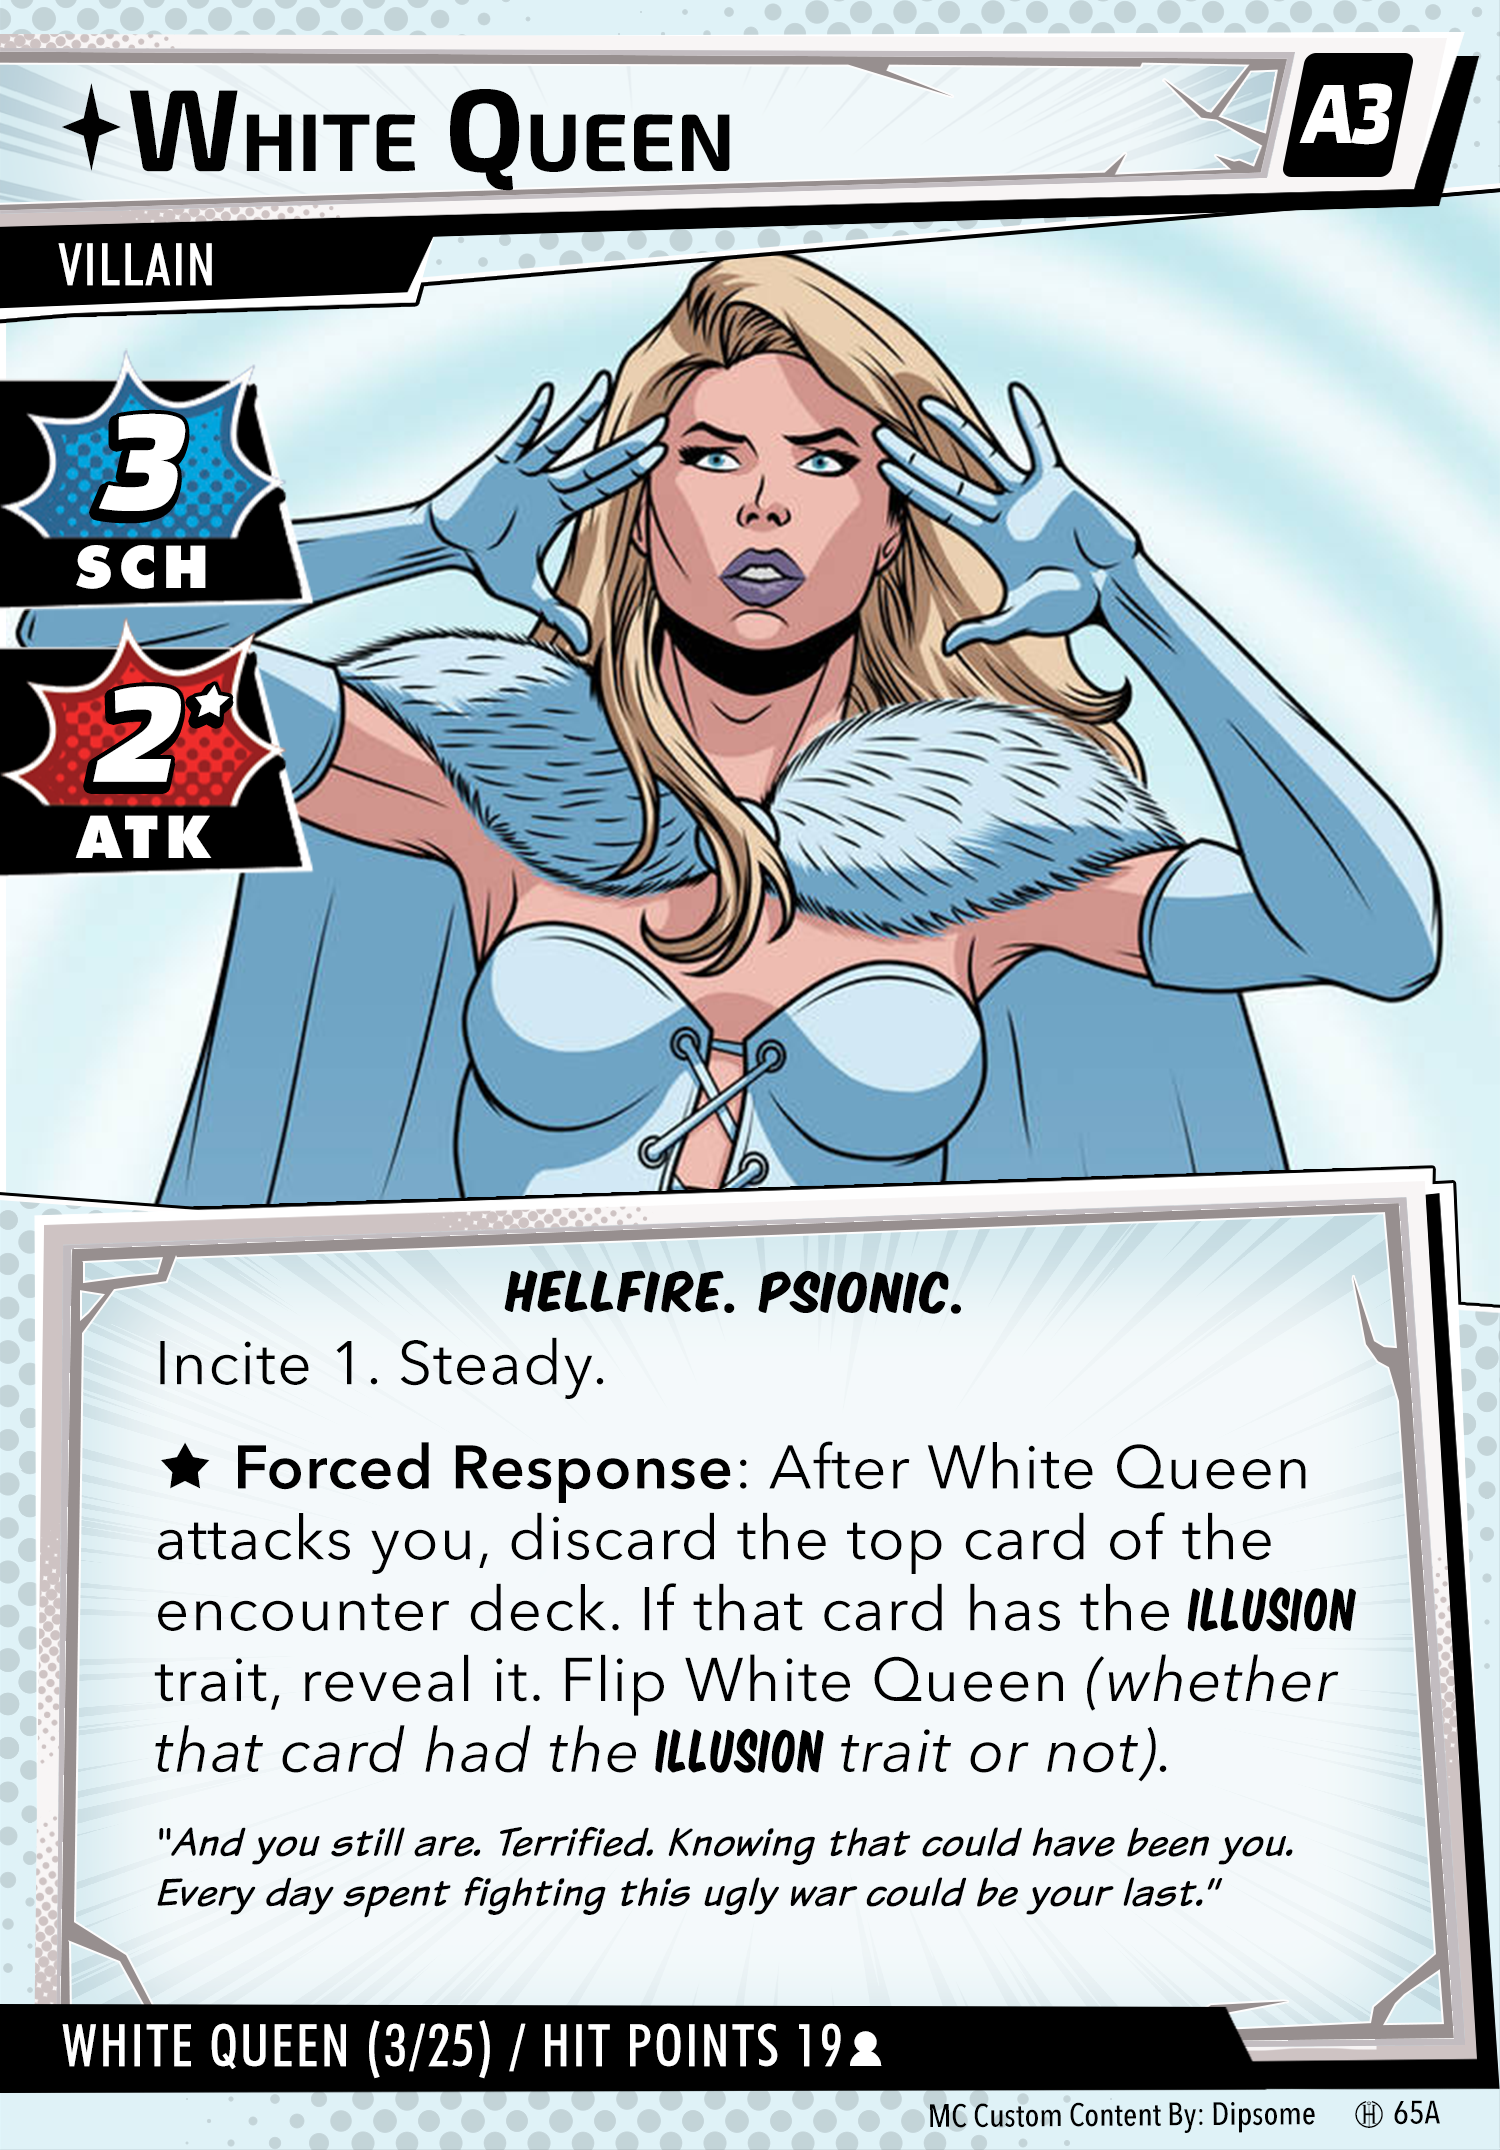 White Queen
A3
VILLAIN
3
SCH
2
ATK
HELLFIRE. PSIONIC.
Incite 1. Steady.
★ Forced Response: After White Queen
attacks you, discard the top card of the
encounter deck. If that card has the ILLUSION
trait, reveal it. Flip White Queen (whether
that card had the ILLUSION trait or not).
"And you still are. Terrified. Knowing that could have been you.
Every day spent fighting this ugly war could be your last."
WHITE QUEEN (3/25) / HIT POINTS 19
MC Custom Content By: Dipsome H 65A